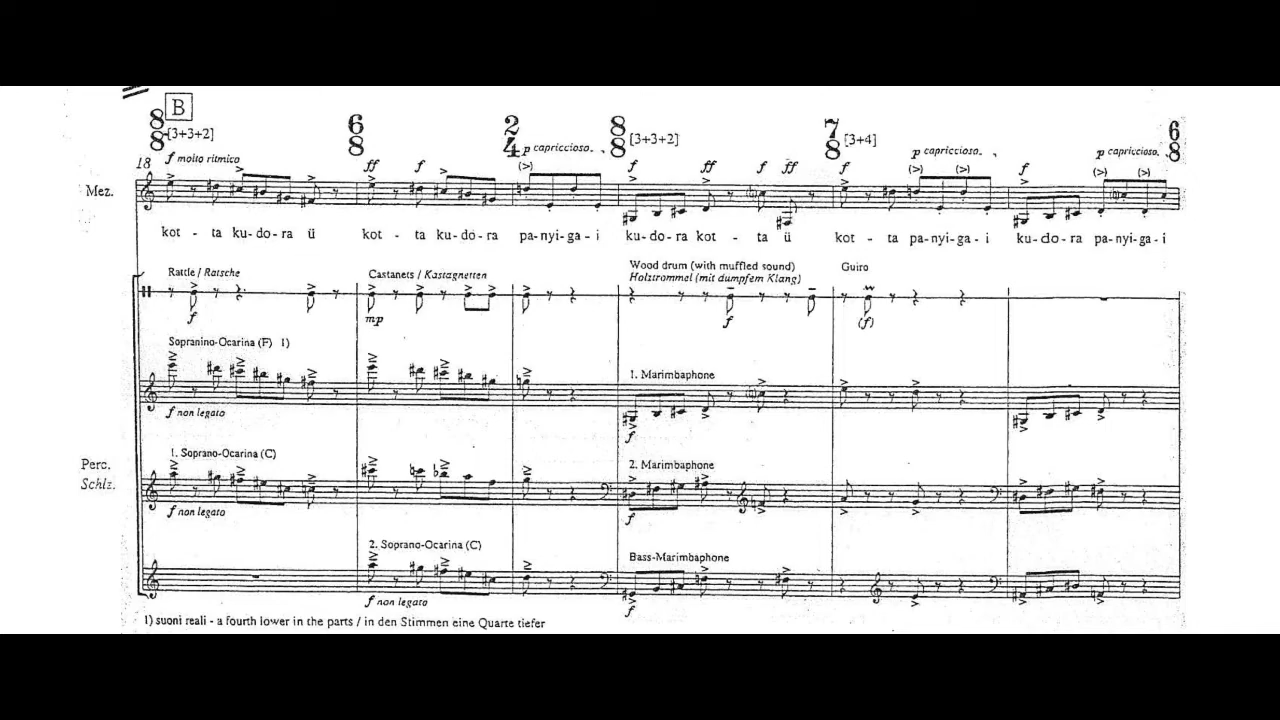 B
8 8 [3+3+2] 6 8 2 4 8 8 [3+3+2] 7 8 [3+4] 6 8
18 f molto ritmico ff f p capriccioso (>) f ff f ff f p capriccioso (>) (>) f p capriccioso (>) (>)
Mez.
kot - ta ku-do-ra ü kot - ta ku-do-ra pa-nyi-ga-i ku-do-ra kot - ta ü kot - ta pa-nyi-ga-i ku-do-ra pa-nyi-ga-i
Rattle / Ratsche Castanets / Kastagnetten Wood drum (with muffled sound) Guiro
Holztrommel (mit dumpfem Klang)
f mp f (f)
Sopranino-Ocarina (F) 1) 1. Marimbaphone
f non legato f
1. Soprano-Ocarina (C) 2. Marimbaphone
Perc.
Schlz.
f non legato f
2. Soprano-Ocarina (C) Bass-Marimbaphone
f non legato f
1) suoni reali - a fourth lower in the parts / in den Stimmen eine Quarte tiefer